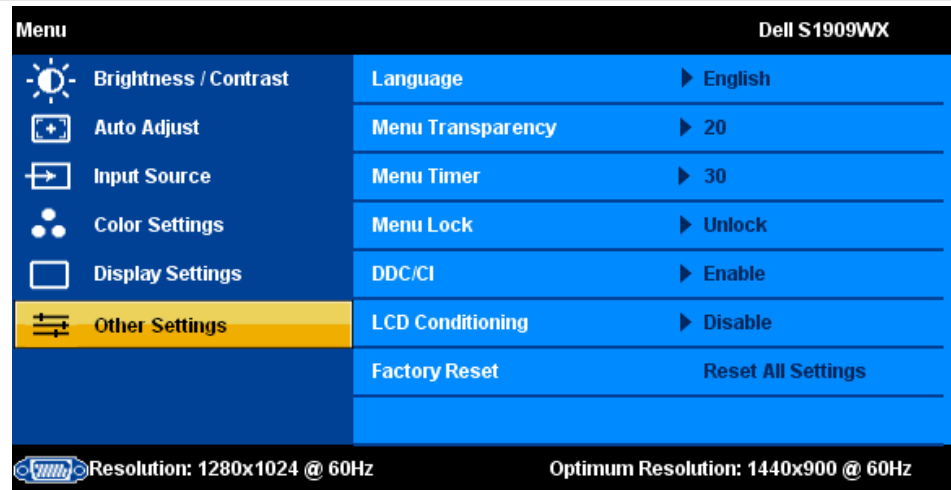 Menu Dell S1909WX
Brightness / Contrast Language English
Auto Adjust Menu Transparency 20
Input Source Menu Timer 30
Color Settings Menu Lock Unlock
Display Settings DDC/CI Enable
Other Settings LCD Conditioning Disable
Factory Reset Reset All Settings
Resolution: 1280x1024 @ 60Hz Optimum Resolution: 1440x900 @ 60Hz